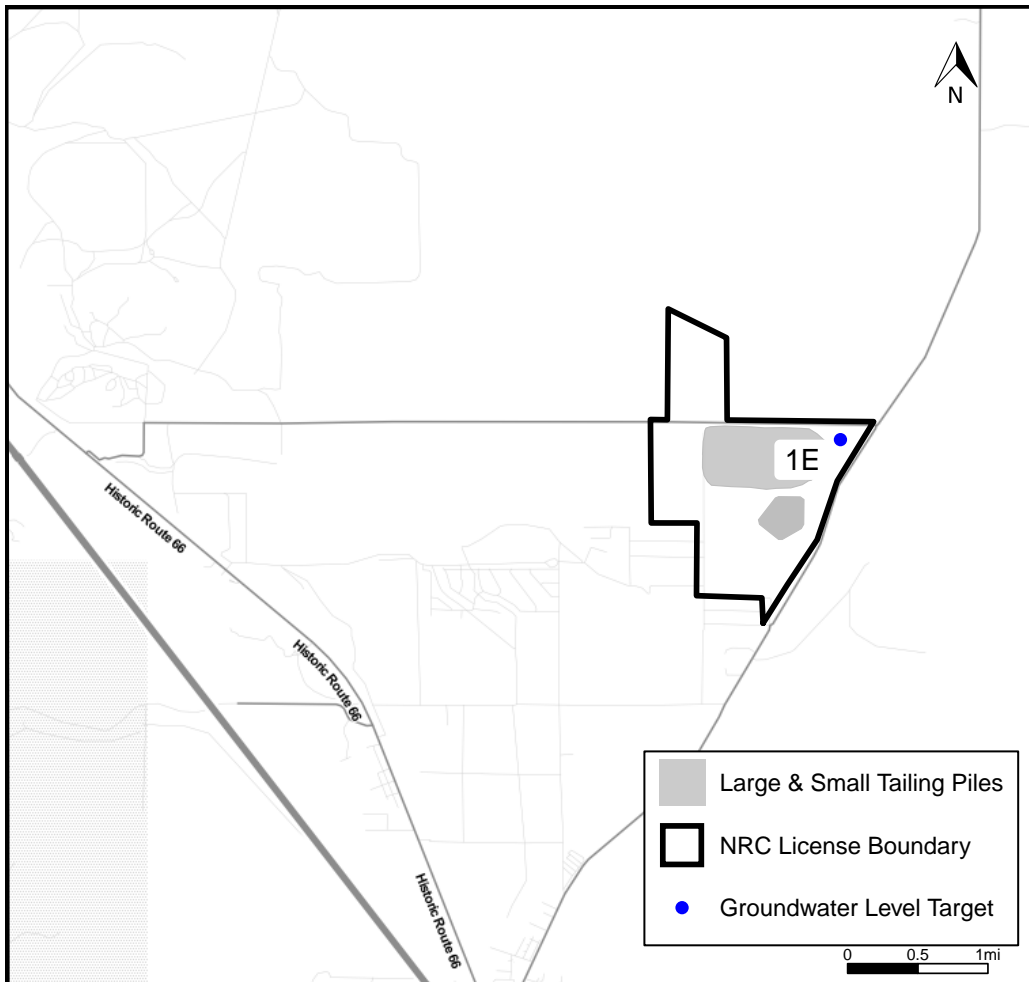 N
1E
Historic Route 66
Historic Route 66
Historic Route 66
Large & Small Tailing Piles
NRC License Boundary
Groundwater Level Target
0 0.5 1mi